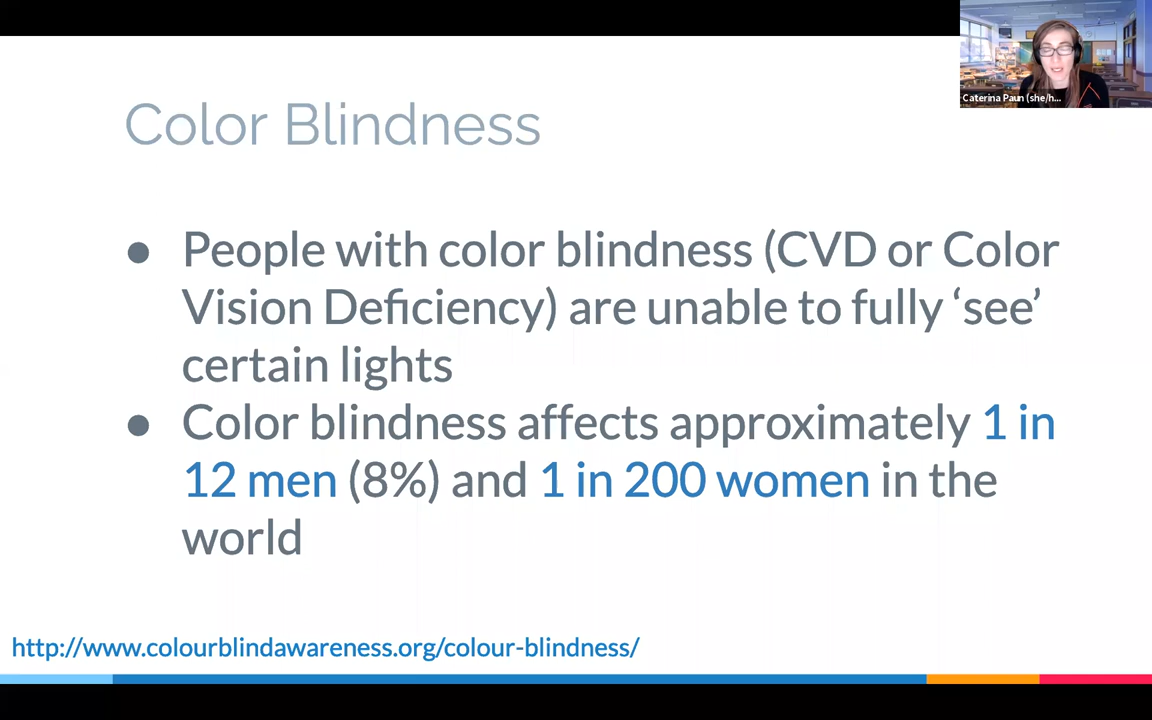 Caterina Paun (she/h...
Color Blindness
● People with color blindness (CVD or Color
Vision Deficiency) are unable to fully ‘see’
certain lights
● Color blindness affects approximately 1 in
12 men (8%) and 1 in 200 women in the
world
http://www.colourblindawareness.org/colour-blindness/